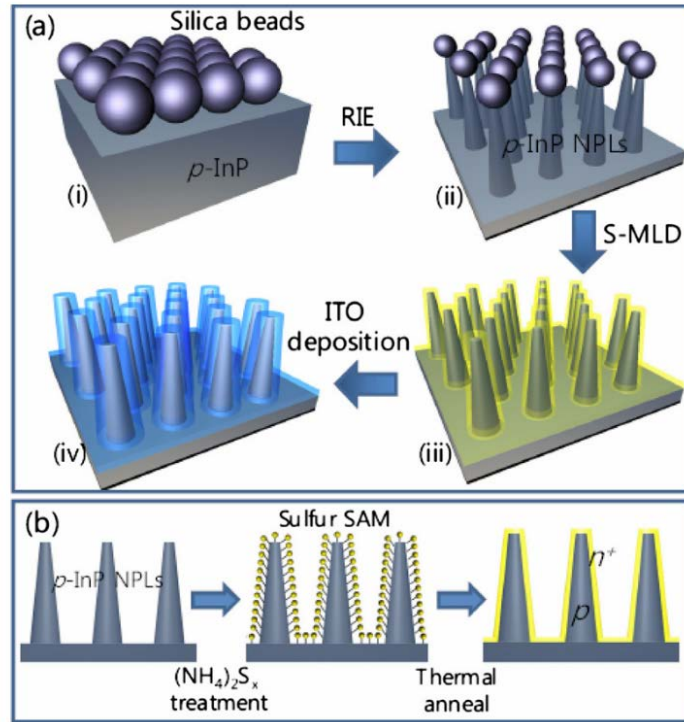 (a)
Silica beads
RIE
p-InP
(i)
p-InP NPLs
(ii)
S-MLD
ITO
deposition
(iv)
(iii)
(b)
Sulfur SAM
p-InP NPLs
n+
p
(NH4)2Sx
treatment
Thermal
anneal